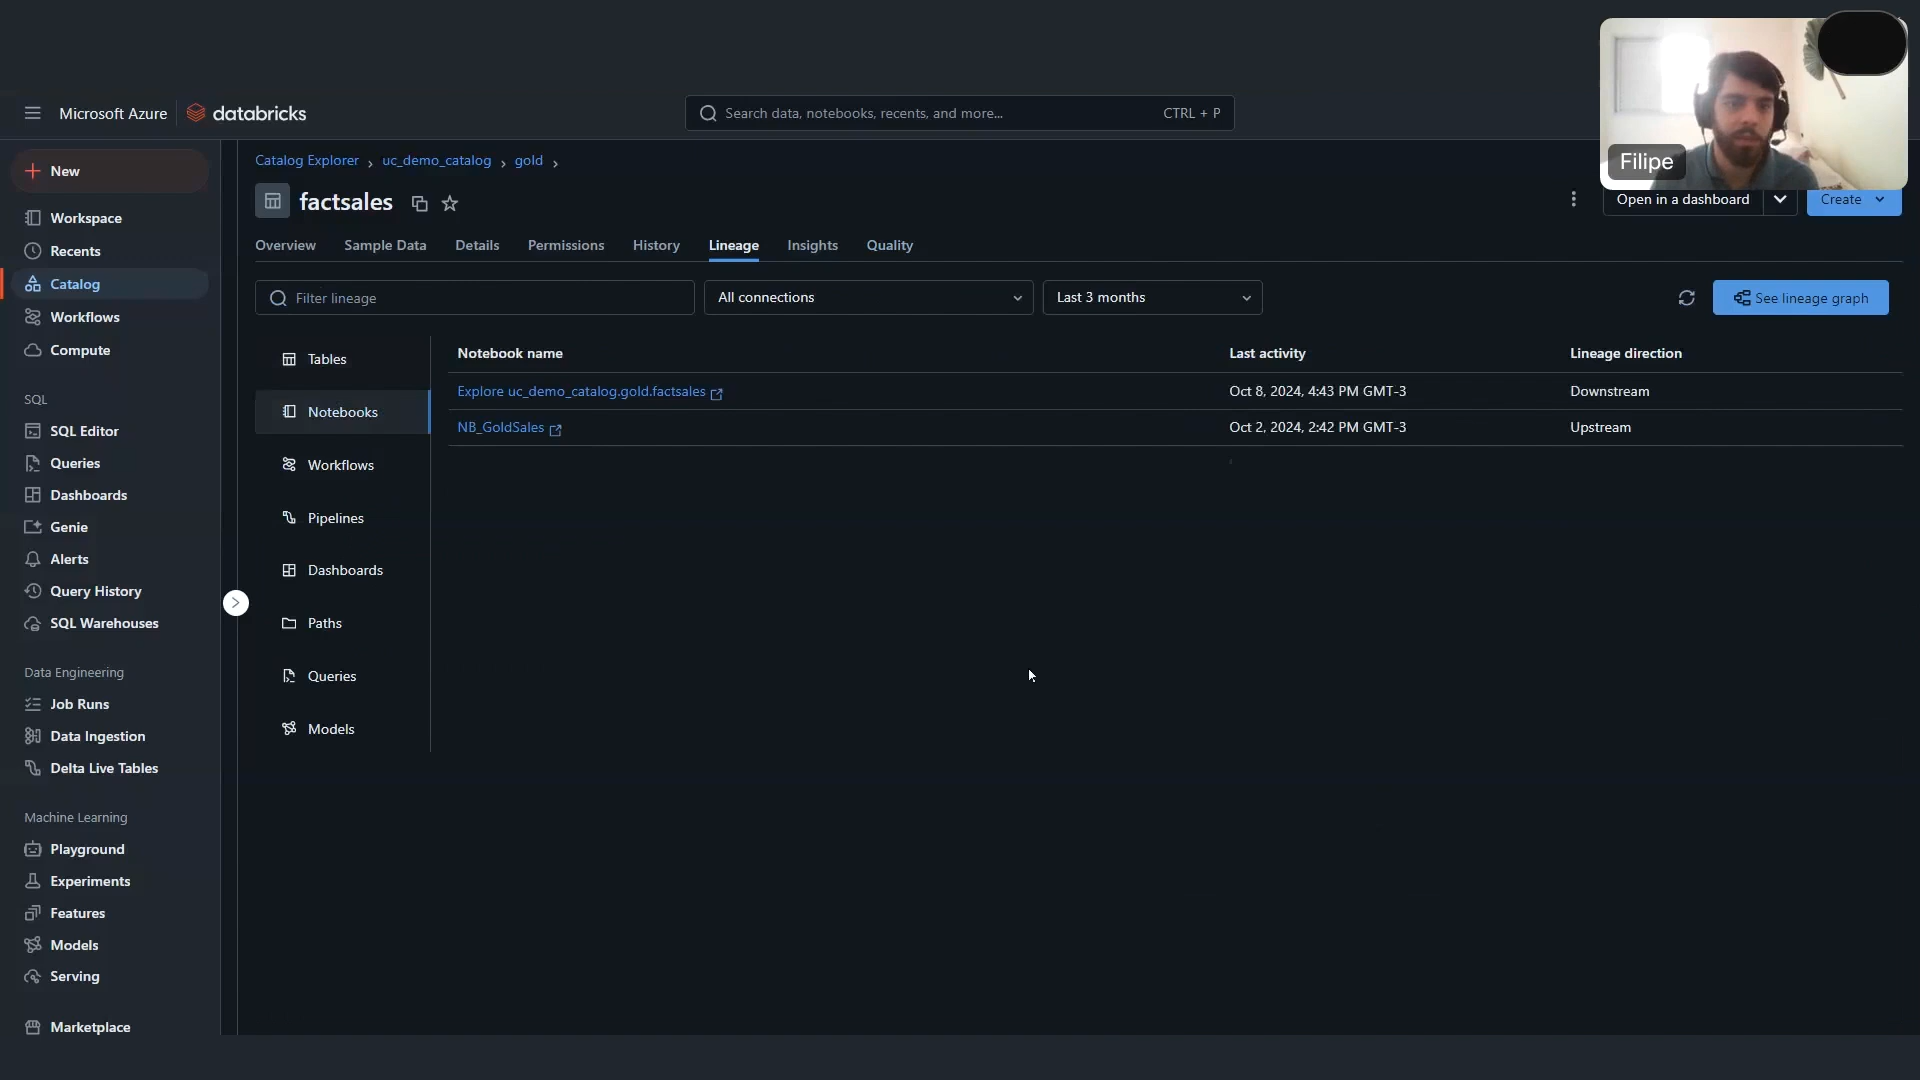 Microsoft Azure databricks
Search data, notebooks, recents, and more... CTRL + P
Filipe
New
Workspace
Recents
Catalog
Workflows
Compute
SQL
SQL Editor
Queries
Dashboards
Genie
Alerts
Query History
SQL Warehouses
Data Engineering
Job Runs
Data Ingestion
Delta Live Tables
Machine Learning
Playground
Experiments
Features
Models
Serving
Marketplace
Catalog Explorer > uc_demo_catalog > gold >
factsales
Open in a dashboard Create
Overview Sample Data Details Permissions History Lineage Insights Quality
Filter lineage All connections Last 3 months See lineage graph
Tables
Notebooks
Workflows
Pipelines
Dashboards
Paths
Queries
Models
Notebook name Last activity Lineage direction
Explore uc_demo_catalog.gold.factsales Oct 8, 2024, 4:43 PM GMT-3 Downstream
NB_GoldSales Oct 2, 2024, 2:42 PM GMT-3 Upstream